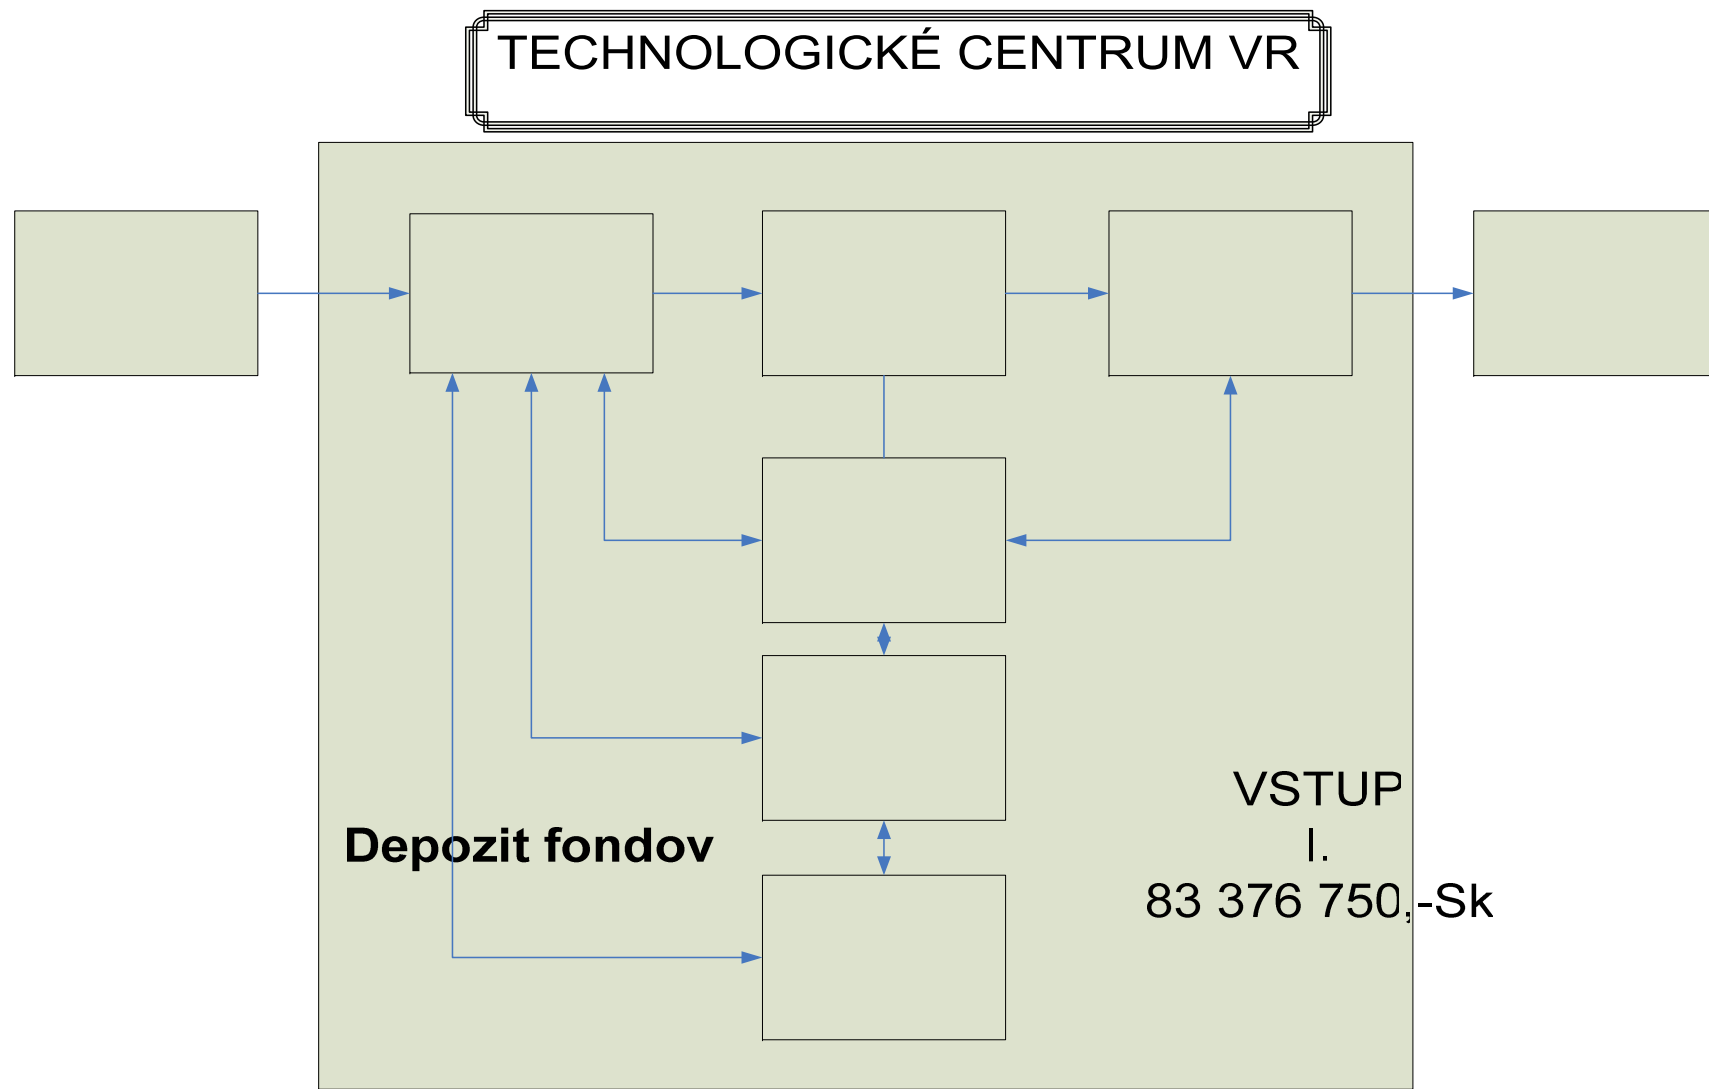 TECHNOLOGICKÉ CENTRUM VR
VSTUP
I.
83 376 750,-Sk
Depozit fondov